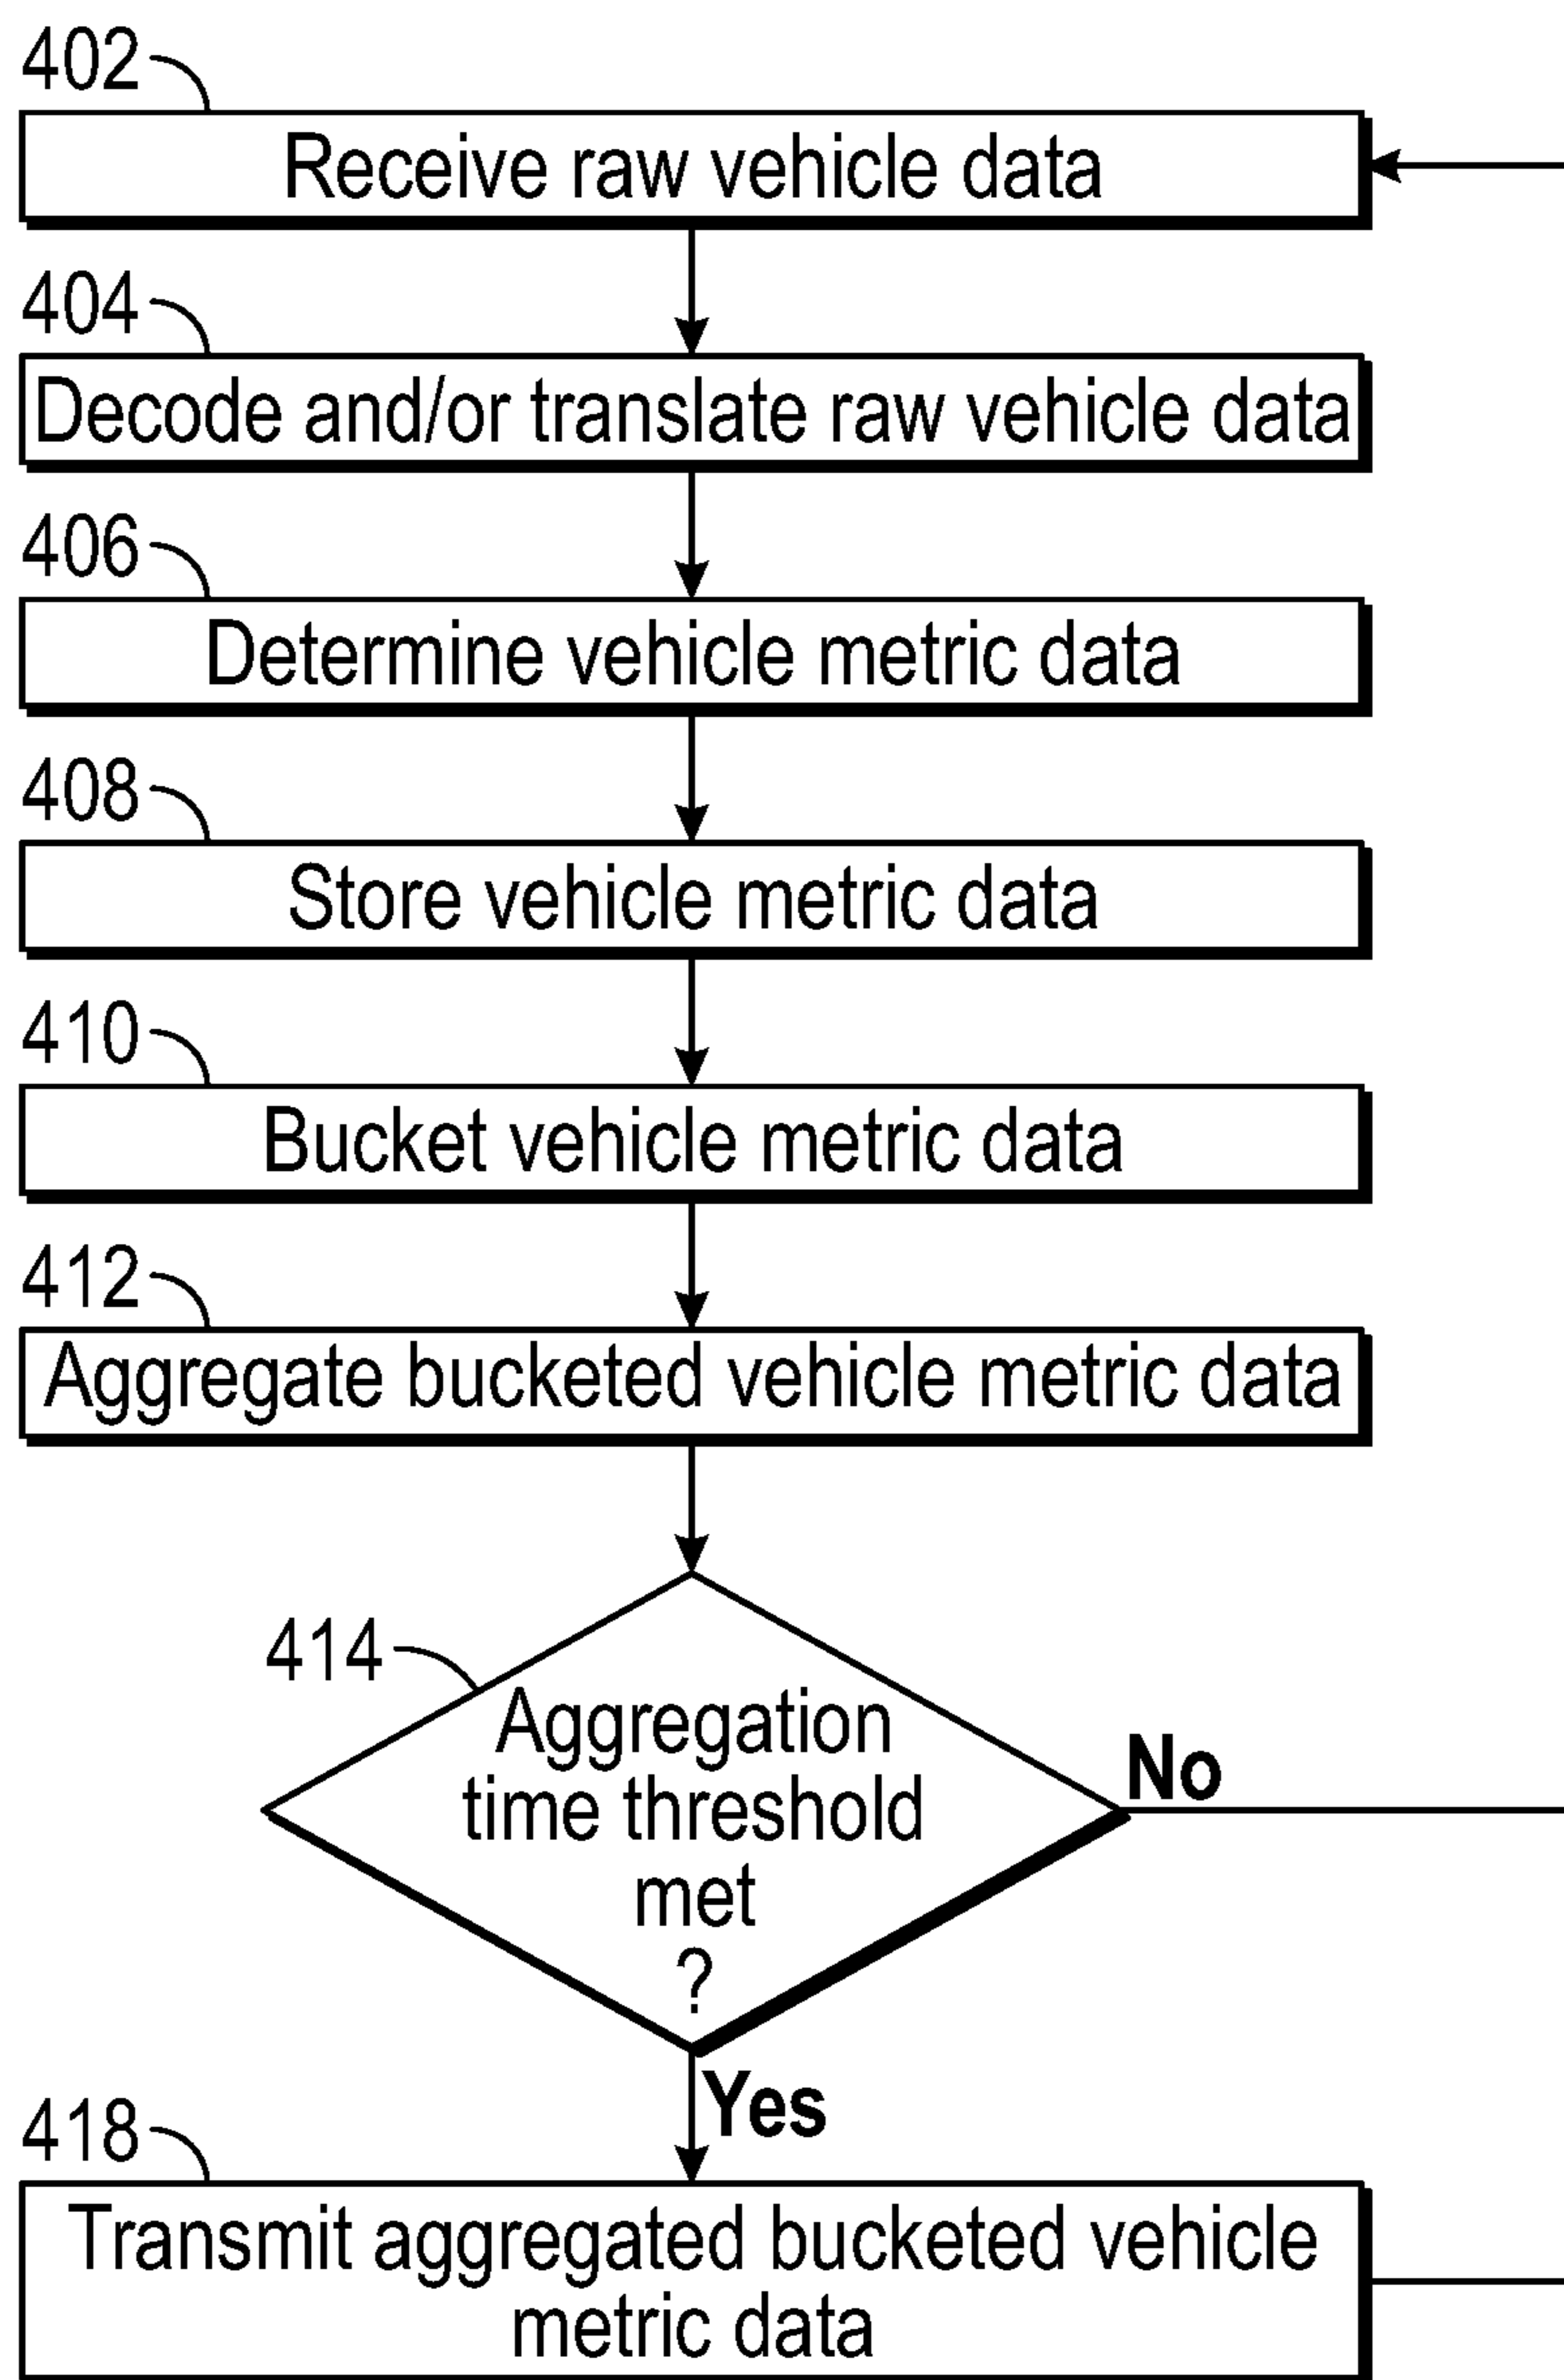 402
Receive raw vehicle data
404
Decode and/or translate raw vehicle data
406
Determine vehicle metric data
408
Store vehicle metric data
410
Bucket vehicle metric data
412
Aggregate bucketed vehicle metric data
414
Aggregation
time threshold
met
?
No
Yes
418
Transmit aggregated bucketed vehicle
metric data